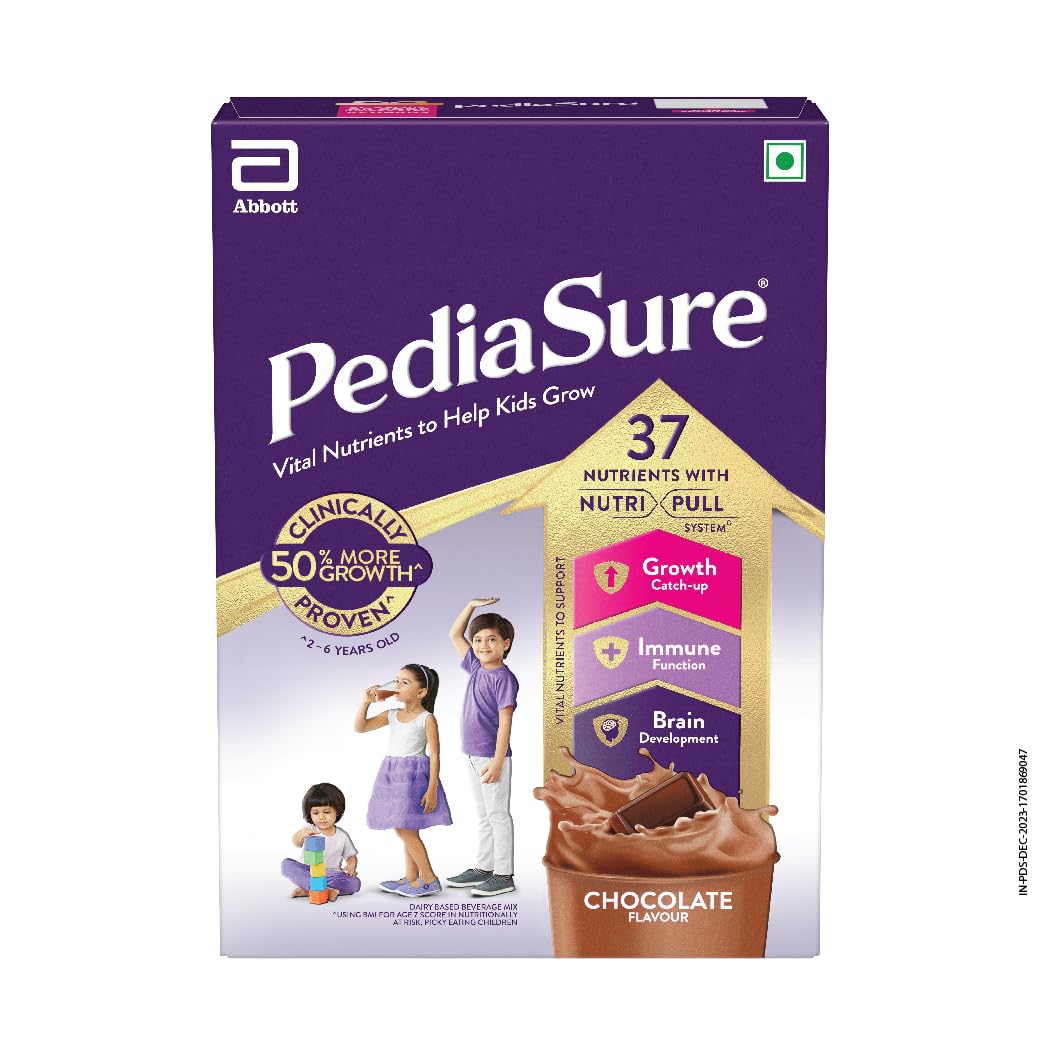 PediaSure
Abbott
PediaSure®
Vital Nutrients to Help Kids Grow
37
NUTRIENTS WITH
NUTRI PULL
SYSTEM
CLINICALLY
50% MORE
GROWTH^
PROVEN^
^2-6 YEARS OLD
VITAL NUTRIENTS TO SUPPORT
Growth
Catch-up
Immune
Function
Brain
Development
CHOCOLATE
FLAVOUR
DAIRY BASED BEVERAGE MIX
^USING BMI FOR AGE Z SCORE IN NUTRITIONALLY
AT RISK, PICKY EATING CHILDREN
IN-PDS-DEC-2023-1701869047